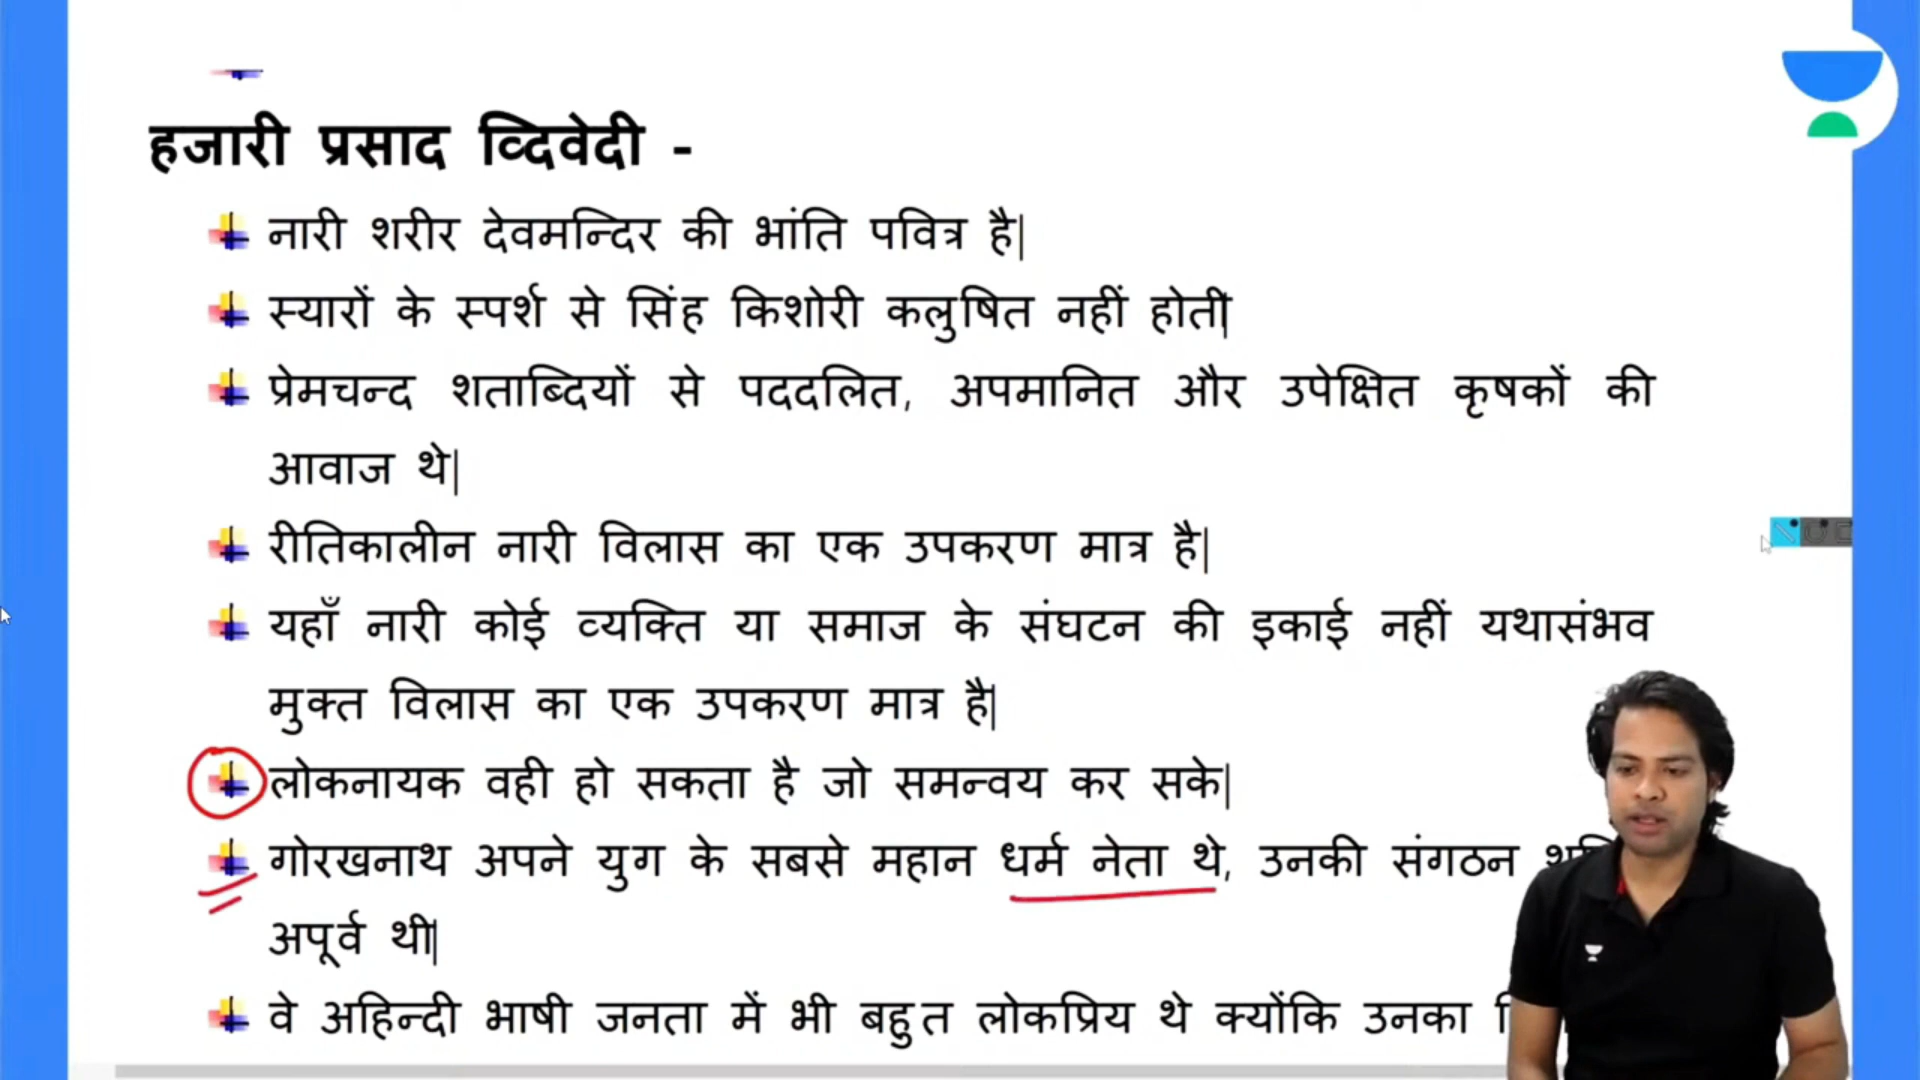 हजारी प्रसाद व्दिवेदी -
नारी शरीर देवमन्दिर की भांति पवित्र है|
स्यारों के स्पर्श से सिंह किशोरी कलुषित नहीं होती|
प्रेमचन्द शताब्दियों से पददलित, अपमानित और उपेक्षित कृषकों की
आवाज थे|
रीतिकालीन नारी विलास का एक उपकरण मात्र है|
यहाँ नारी कोई व्यक्ति या समाज के संघटन की इकाई नहीं यथासंभव
मुक्त विलास का एक उपकरण मात्र है|
लोकनायक वही हो सकता है जो समन्वय कर सके|
गोरखनाथ अपने युग के सबसे महान धर्म नेता थे, उनकी संगठन
अपूर्व थी|
वे अहिन्दी भाषी जनता में भी बहुत लोकप्रिय थे क्योंकि उनका